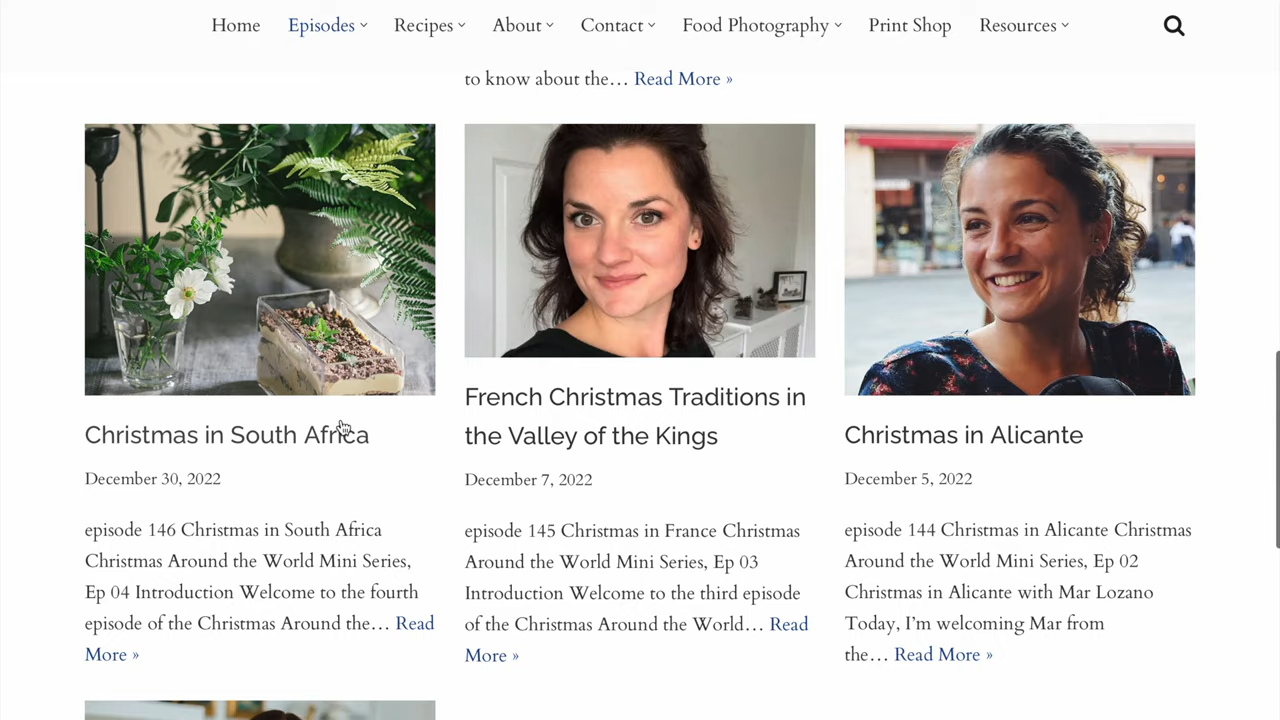 Home Episodes Recipes About Contact Food Photography Print Shop Resources
to know about the... Read More »
Christmas in South Africa
December 30, 2022
episode 146 Christmas in South Africa
Christmas Around the World Mini Series,
Ep 04 Introduction Welcome to the fourth
episode of the Christmas Around the... Read
More »
French Christmas Traditions in
the Valley of the Kings
December 7, 2022
episode 145 Christmas in France Christmas
Around the World Mini Series, Ep 03
Introduction Welcome to the third episode
of the Christmas Around the World... Read
More »
Christmas in Alicante
December 5, 2022
episode 144 Christmas in Alicante Christmas
Around the World Mini Series, Ep 02
Christmas in Alicante with Mar Lozano
Today, I'm welcoming Mar from
the... Read More »